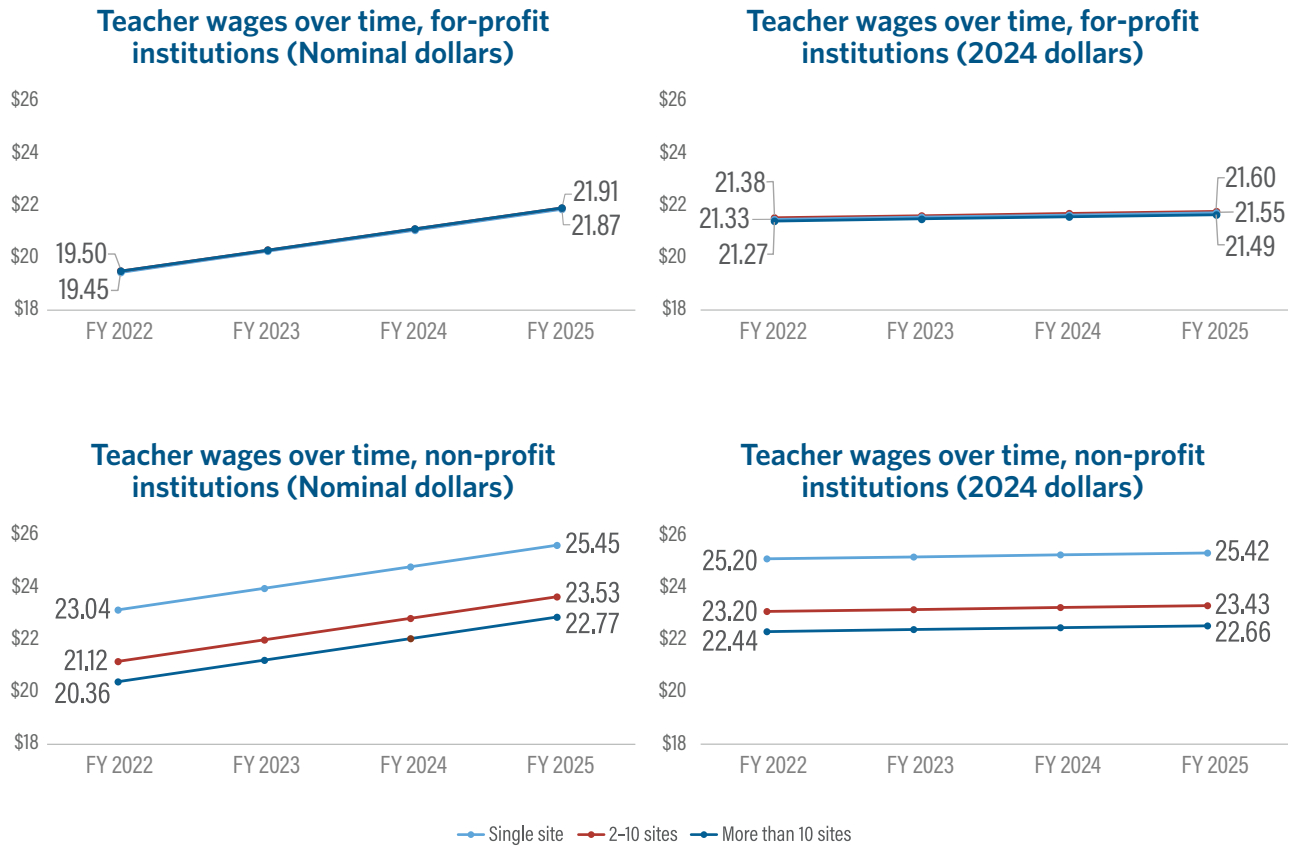 Teacher wages over time, for-profit
institutions (Nominal dollars)
$26
$24
$22
$20
$18
21.91
21.87
19.50
19.45
FY 2022
FY 2023
FY 2024
FY 2025
Teacher wages over time, for-profit
institutions (2024 dollars)
$26
$24
$22
$20
$18
21.38
21.33
21.27
21.60
21.55
21.49
FY 2022
FY 2023
FY 2024
FY 2025
Teacher wages over time, non-profit
institutions (Nominal dollars)
$26
$24
$22
$20
$18
25.45
23.53
22.77
23.04
21.12
20.36
FY 2022
FY 2023
FY 2024
FY 2025
Teacher wages over time, non-profit
institutions (2024 dollars)
$26
$24
$22
$20
$18
25.20
23.20
22.44
25.42
23.43
22.66
FY 2022
FY 2023
FY 2024
FY 2025
Single site
2–10 sites
More than 10 sites